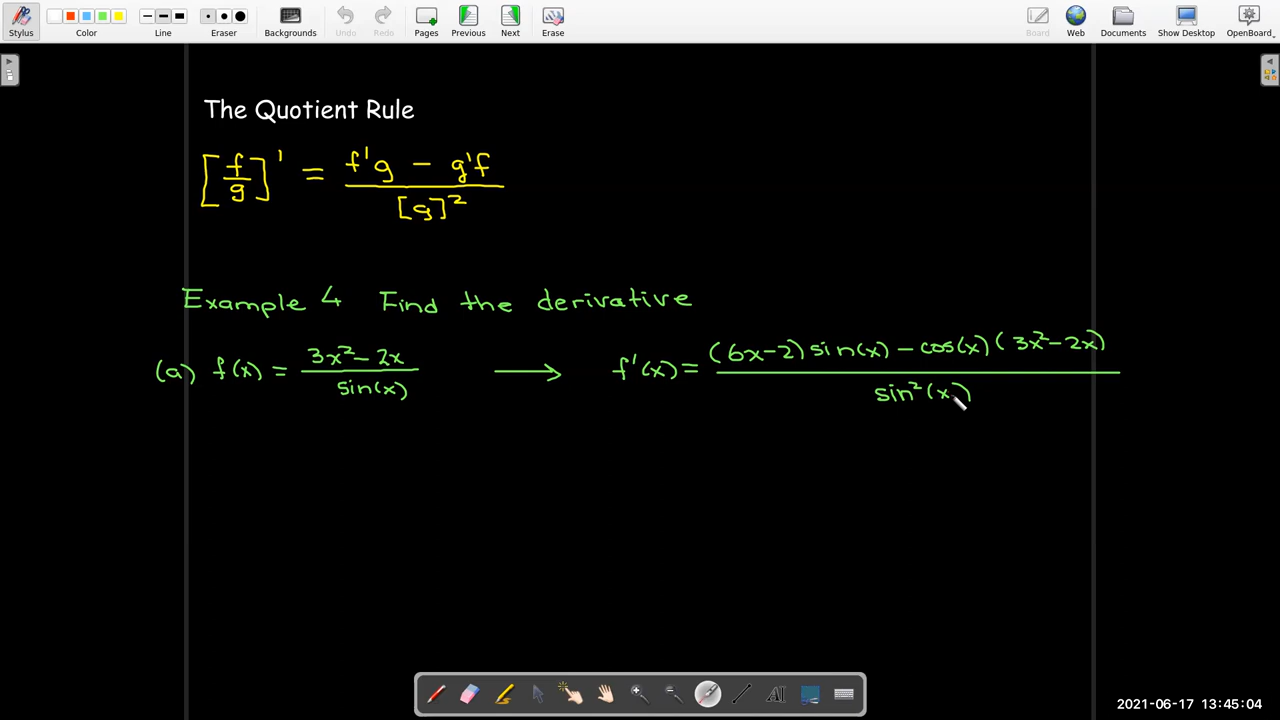 Stylus Color Line Eraser Backgrounds Undo Redo Pages Previous Next Erase Board Web Documents Show Desktop OpenBoard
The Quotient Rule
[f/g]' = (f'g - g'f)/[g]²
Example 4 Find the derivative
(a) f(x) = (3x²-2x)/sin(x) → f'(x) = ((6x-2) sin(x) - cos(x) (3x²-2x))/sin²(x)
AI
2021-06-17 13:45:04